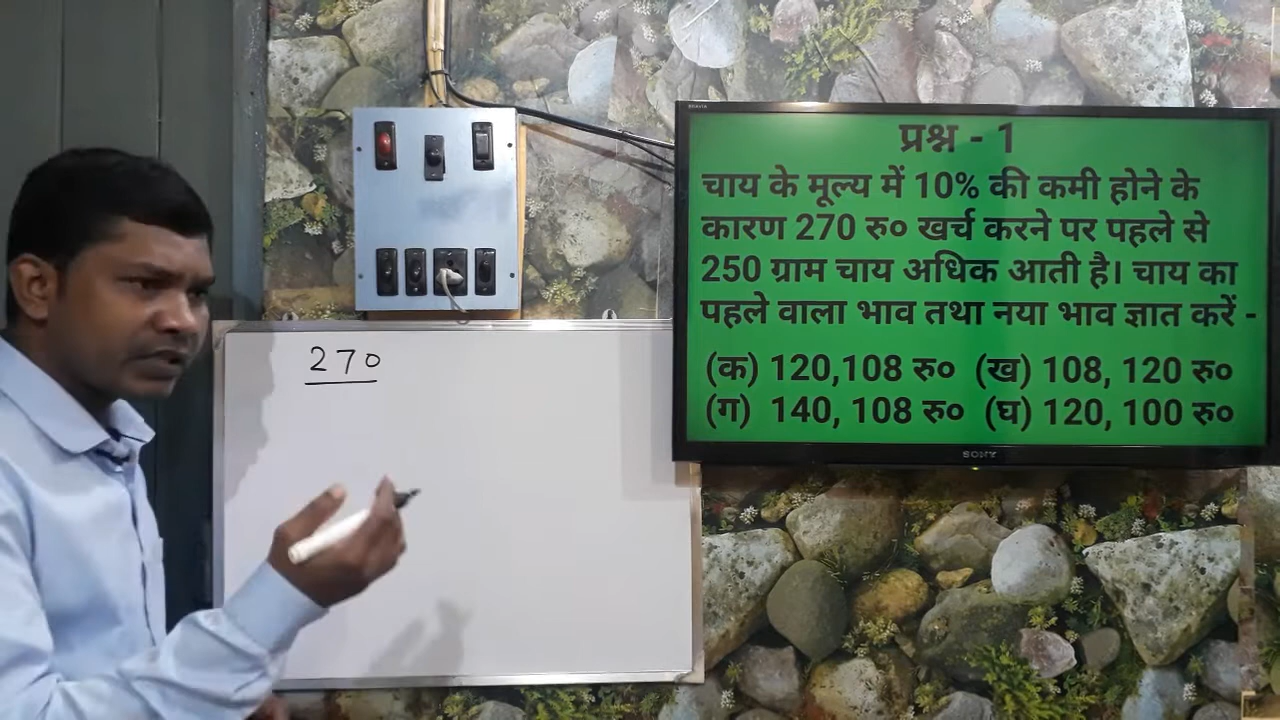 270
प्रश्न - 1
चाय के मूल्य में 10% की कमी होने के
कारण 270 रु० खर्च करने पर पहले से
250 ग्राम चाय अधिक आती है। चाय का
पहले वाला भाव तथा नया भाव ज्ञात करें -
(क) 120,108 रु० (ख) 108, 120 रु०
(ग) 140, 108 रु० (घ) 120, 100 रु०
SONY